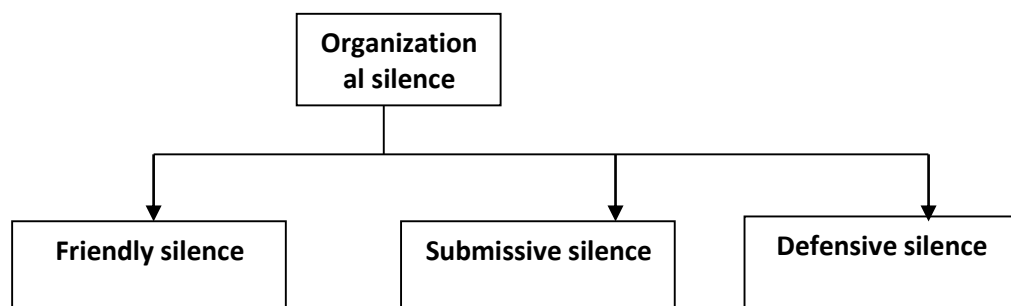 Organization
al silence
Friendly silence
Submissive silence
Defensive silence